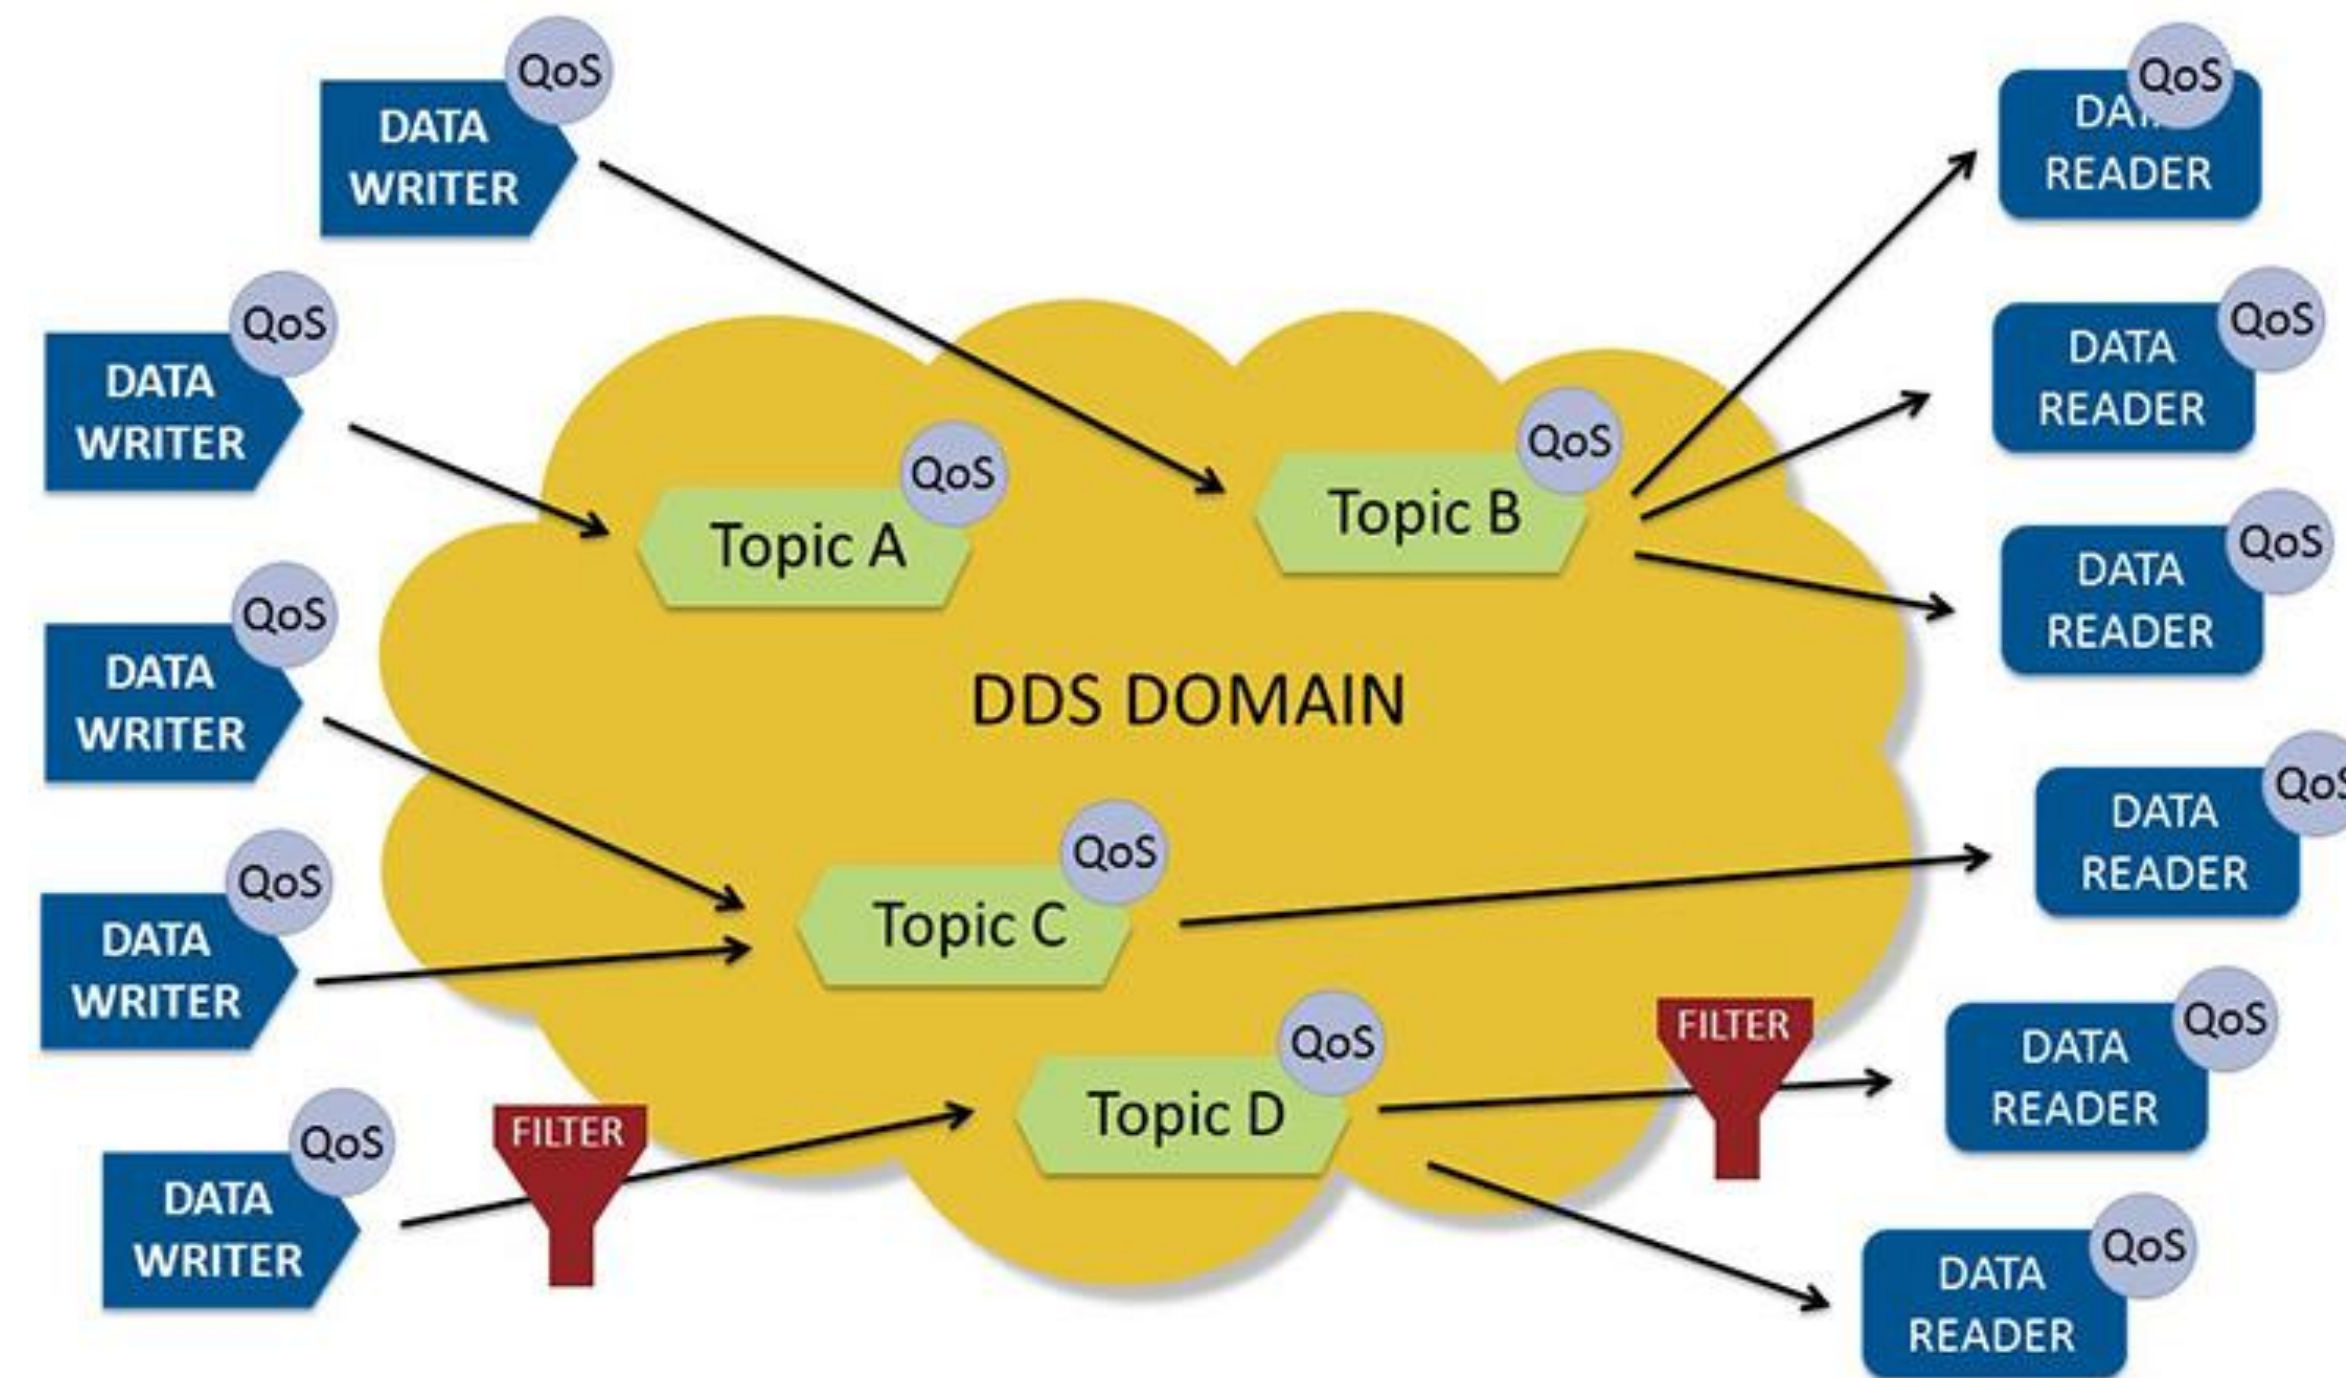 QoS
DATA
WRITER
QoS
DATA
READER
QoS
DATA
WRITER
QoS
DATA
READER
QoS
Topic A
QoS
Topic B
QoS
DATA
READER
QoS
DATA
WRITER
DDS DOMAIN
QoS
DATA
READER
QoS
DATA
WRITER
QoS
Topic C
QoS
Topic D
FILTER
QoS
DATA
READER
QoS
DATA
WRITER
FILTER
QoS
DATA
READER